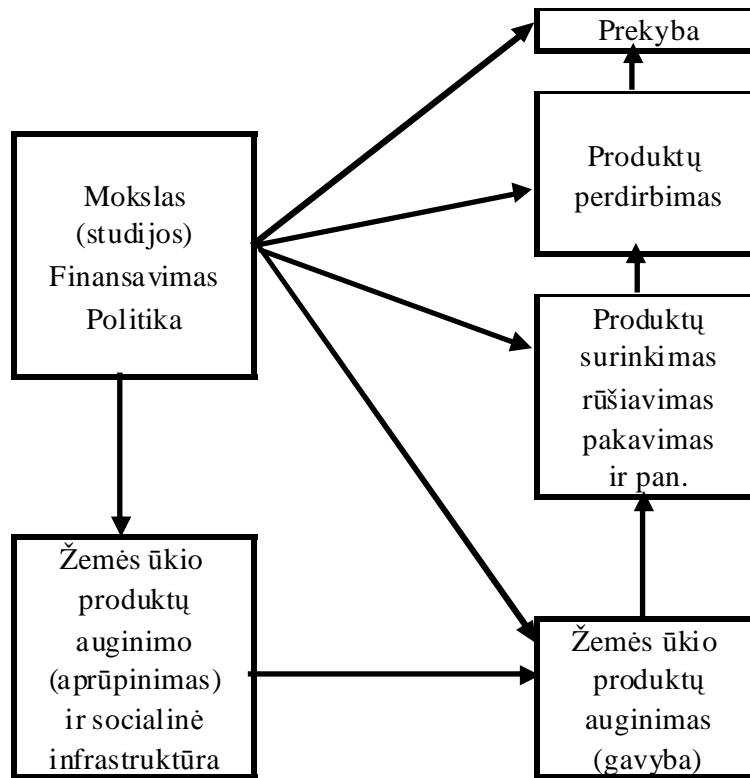 Prekyba
Produktų
perdirbimas
Mokslas
(studijos)
Finansavimas
Politika
Produktų
surinkimas
rūšiavimas
pakavimas
ir pan.
Žemės ūkio
produktų
auginimo
(aprūpinimas)
ir socialinė
infrastruktūra
Žemės ūkio
produktų
auginimas
(gavyba)